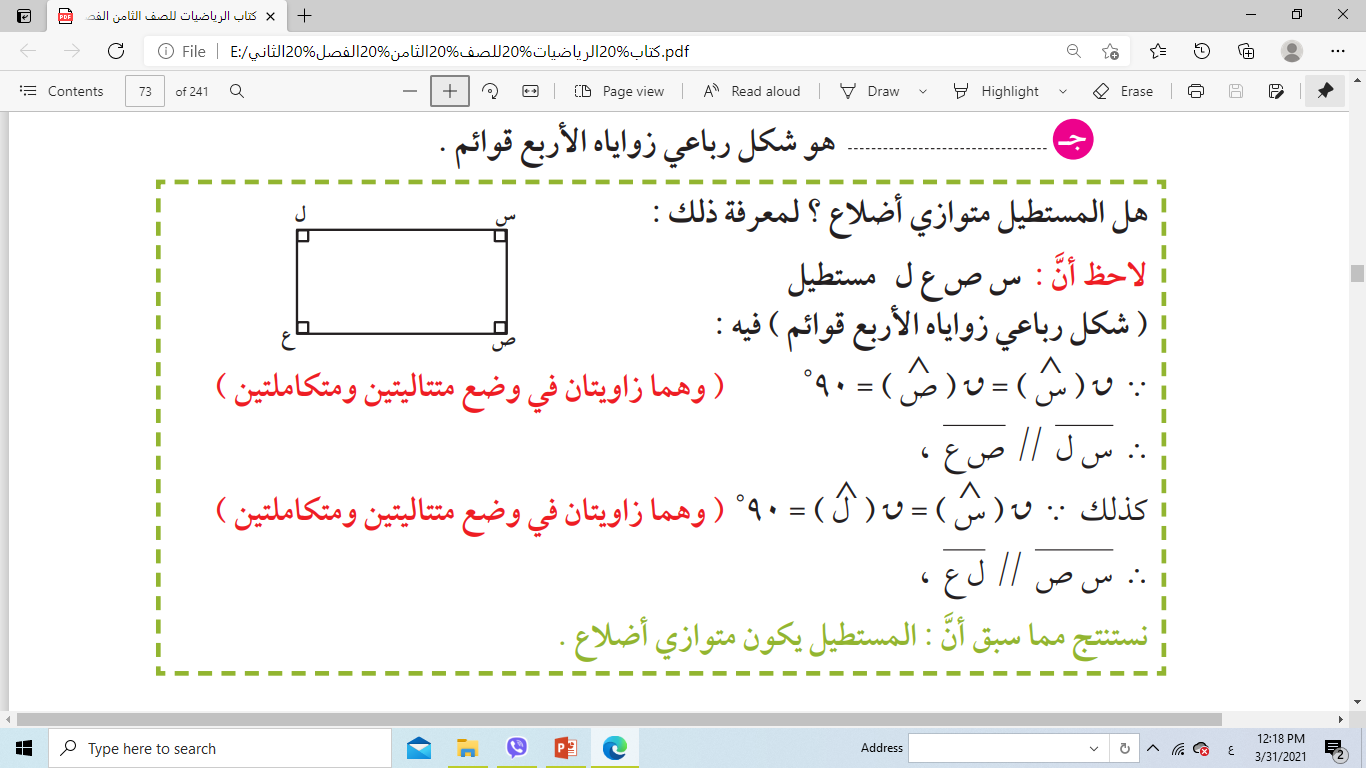 كتاب الرياضيات للصف الثامن الفص
File E:/كتاب%20الرياضيات%20للصف%20الثامن%20الفصل%20الثاني.pdf
Contents 73 of 241 Page view Read aloud Draw Highlight Erase
جـ ................................ هو شكل رباعي زواياه الأربع قوائم .
هل المستطيل متوازي أضلاع ؟ لمعرفة ذلك :
ل س
لاحظ أنَّ : س ص ع ل مستطيل
( شكل رباعي زواياه الأربع قوائم ) فيه :
ع ص
∵ ق ( س^ ) = ق ( ص^ ) = ٩٠° ( وهما زاويتان في وضع متتاليتين ومتكاملتين )
∴ س ل // ص ع ،
كذلك ∵ ق ( س^ ) = ق ( ل^ ) = ٩٠° ( وهما زاويتان في وضع متتاليتين ومتكاملتين )
∴ س ص // ل ع ،
نستنتج مما سبق أنَّ : المستطيل يكون متوازي أضلاع .
Type here to search Address ع 12:18 PM
3/31/2021 2